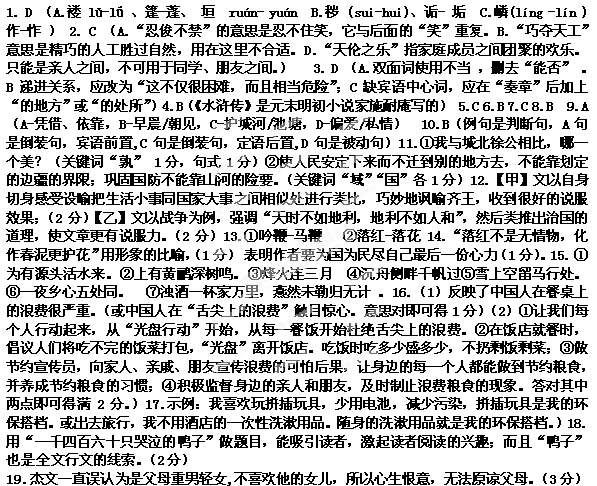 1. D (A.褛 lǔ-lǚ 、篷-蓬、 垣 ruán- yuán B.秽 (suì-huì)、诟- 垢 C.嶙(líng -lín)
作-怍 ) 2. C (A.“忍俊不禁”的意思是忍不住笑，它与后面的“笑”重复。B.“巧夺天工”
意思是精巧的人工胜过自然，用在这里不合适。D.“天伦之乐”指家庭成员之间团聚的欢乐。
只能是亲人之间，不可用于同学、朋友之间。) 3. D (A.双面词使用不当 ，删去“能否” 。
B 递进关系，应改为“这不仅很困难，而且相当危险”；C 缺宾语中心词，应在“奏章”后加上
“的地方”或“的处所”) 4.B(《水浒传》是元末明初小说家施耐庵写的) 5.C 6.B 7.C 8.B 9.A
(A-凭借、依靠，B-早晨/朝见，C-护城河/池塘，D-偏爱/私情) 10.B (例句是判断句，A 句
是倒装句，宾语前置，C 句是倒装句，定语后置，D 句是被动句) 11.①我与城北徐公相比，哪一
个美？(关键词“孰” 1分，句式1分)②使人民安定下来而不迁到别的地方去，不能靠划定
的边疆的界限；巩固国防不能靠山河的险要。(关键词“域”“国”各1分) 12.【甲】文以自身
切身感受设喻把生活小事同国家大事之间相似处进行类比，巧妙地讽喻齐王，收到很好的说服
效果；(2 分)【乙】文以战争为例，强调“天时不如地利，地利不如人和”，然后类推出治国的
道理，使文章更有说服力。(2 分) 13.①吟鞭-马鞭 ②落红-落花 14.“落红不是无情物，化
作春泥更护花”用形象的比喻，(1分) 表明作者要为国为民尽自己最后一份心力(1分)。15.①
为有源头活水来。②上有黄鹂深树鸣。③烽火连三月 ④沉舟侧畔千帆过⑤雪上空留马行处。
⑥一夜乡心五处同。 ⑦浊酒一杯家万里，燕然未勒归无计 。16.（1）反映了中国人在餐桌上
的浪费很严重。(或中国人在“舌尖上的浪费”触目惊心。意思对即可得1分) (2) ①让我们每
个人行动起来，从“光盘行动”开始，从每一餐饭开始杜绝舌尖上的浪费。②在饭店就餐时，
倡议人们将吃不完的饭菜打包，“光盘”离开饭店。吃饭时吃多少盛多少，不扔剩饭剩菜；③做
节约宣传员，向家人、亲戚、朋友宣传浪费的可怕后果，让身边的每一个人都能做到节约粮食，
并养成节约粮食的习惯；④积极监督身边的亲人和朋友，及时制止浪费粮食的现象。答对其中
两点即可得满 2 分。) 17.示例：我喜欢玩拼插玩具，少用电池，减少污染，拼插玩具是我的环
保搭档。或出去旅行，我不用酒店的一次性洗漱用品。随身的洗漱用品就是我的环保搭档。) 18.
用“一千四百六十只哭泣的鸭子”做题目，能吸引读者，激起读者阅读的兴趣；而且“鸭子”
也是全文行文的线索。(2分)
19.杰文一直误认为是父母重男轻女,不喜欢他的女儿，所以心生恨意，无法原谅父母。(3分)